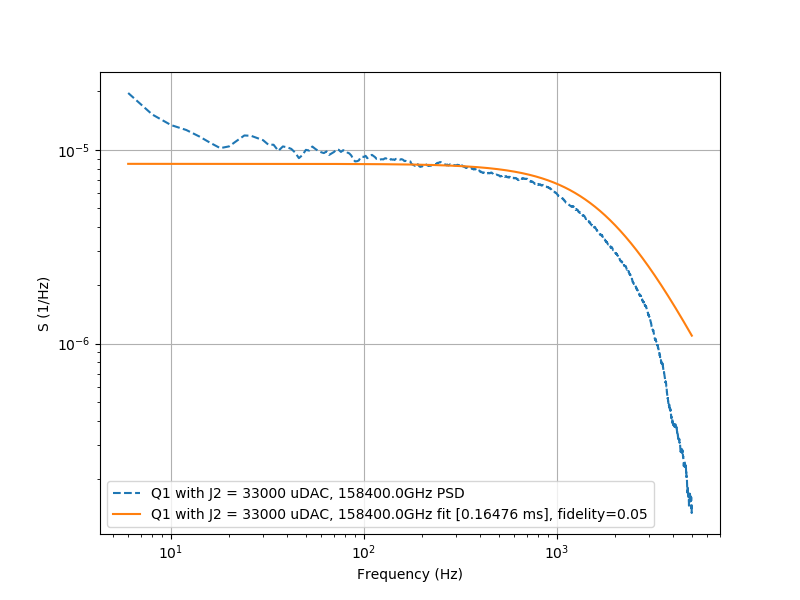 S (1/Hz)
10⁻⁵
10⁻⁶
Q1 with J2 = 33000 uDAC, 158400.0GHz PSD
Q1 with J2 = 33000 uDAC, 158400.0GHz fit [0.16476 ms], fidelity=0.05
10¹ 10² 10³
Frequency (Hz)